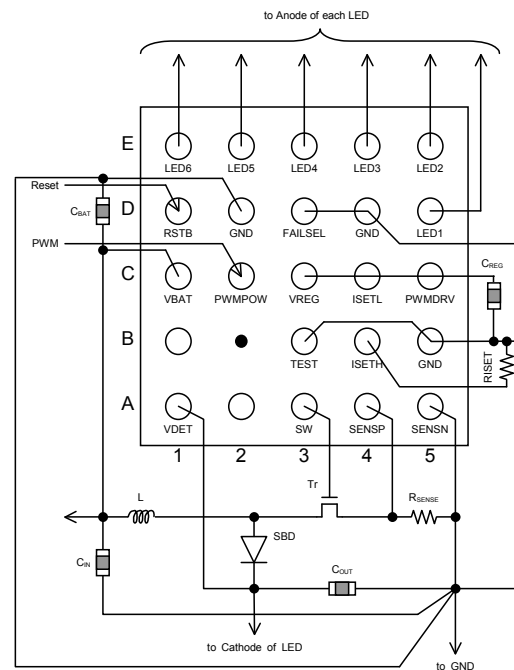 to Anode of each LED
E
LED6 LED5 LED4 LED3 LED2
Reset
CBAT
D
RSTB GND FAILSEL GND LED1
PWM
CREG
C
VBAT PWMPOW VREG ISETL PWMDRV
B
TEST ISETH GND
RISET
A
VDET SW SENSP SENSN
1 2 3 4 5
Tr
L
RSENSE
SBD
CIN
COUT
to Cathode of LED
to GND